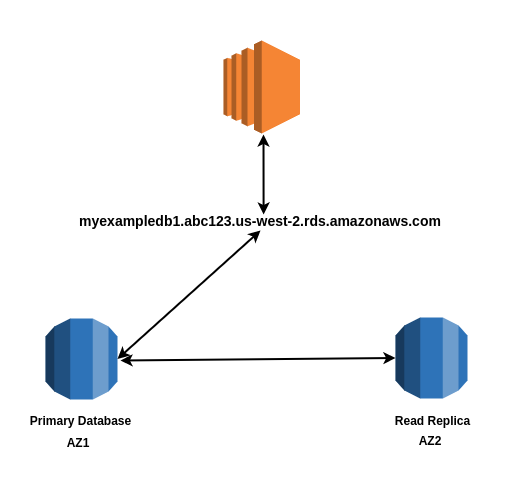 myexampledb1.abc123.us-west-2.rds.amazonaws.com
Primary Database
AZ1
Read Replica
AZ2